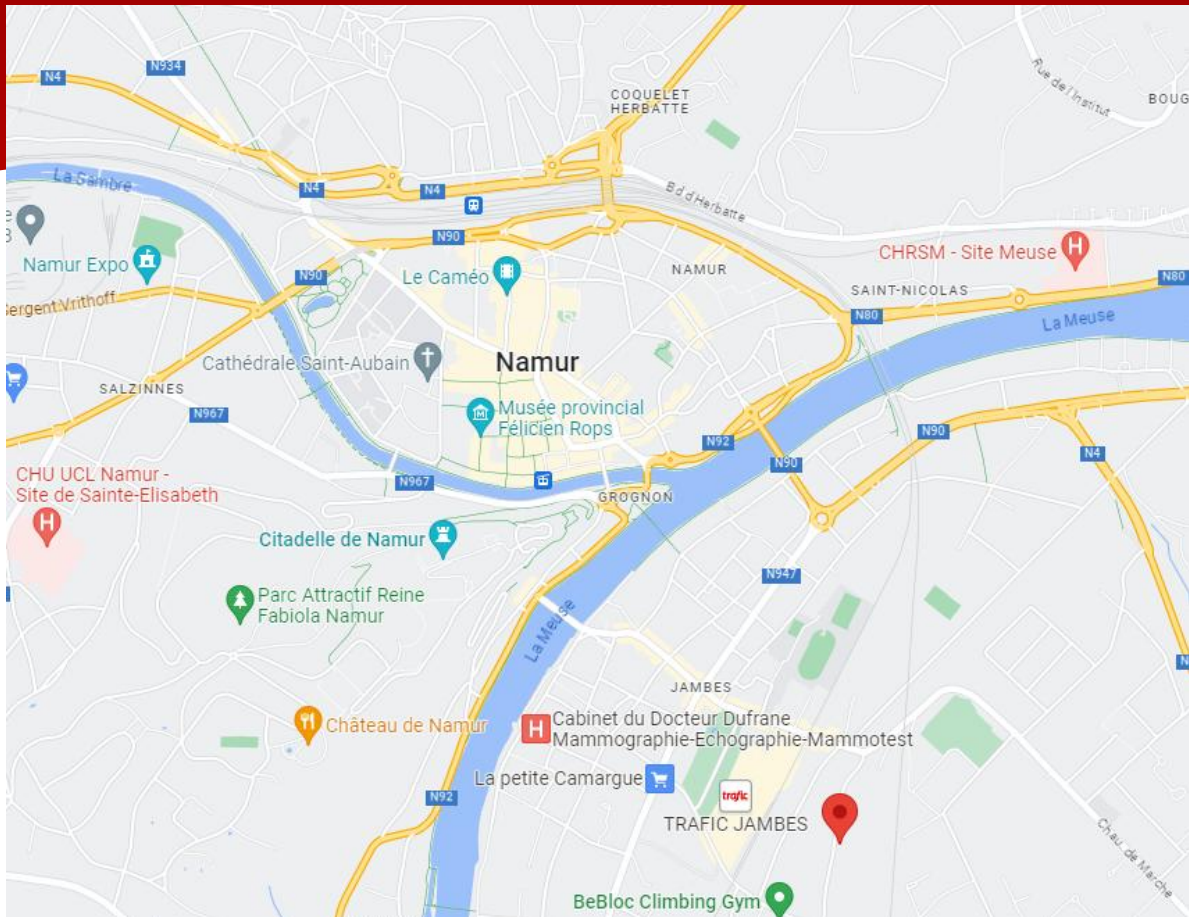 N934
N4
COQUELET
HERBATTE
Rue de l'Institut
BOUG
La Sambre
N4
N4
Bd d'Herbatte
N90
CHRSM - Site Meuse
Namur Expo
N90
Le Caméo
NAMUR
SAINT-NICOLAS
N80
Sergent Vrithoff
N80
La Meuse
Cathédrale Saint-Aubain
Namur
SALZINNES
N967
Musée provincial
Félicien Rops
N92
N90
N90
N4
CHU UCL Namur -
Site de Sainte-Elisabeth
N967
GROGNON
Citadelle de Namur
N947
Parc Attractif Reine
Fabiola Namur
La Meuse
N
JAMBES
Château de Namur
Cabinet du Docteur Dufrane
Mammographie-Echographie-Mammotest
La petite Camargue
trafic
N92
TRAFIC JAMBES
Chau. de Marche
BeBloc Climbing Gym